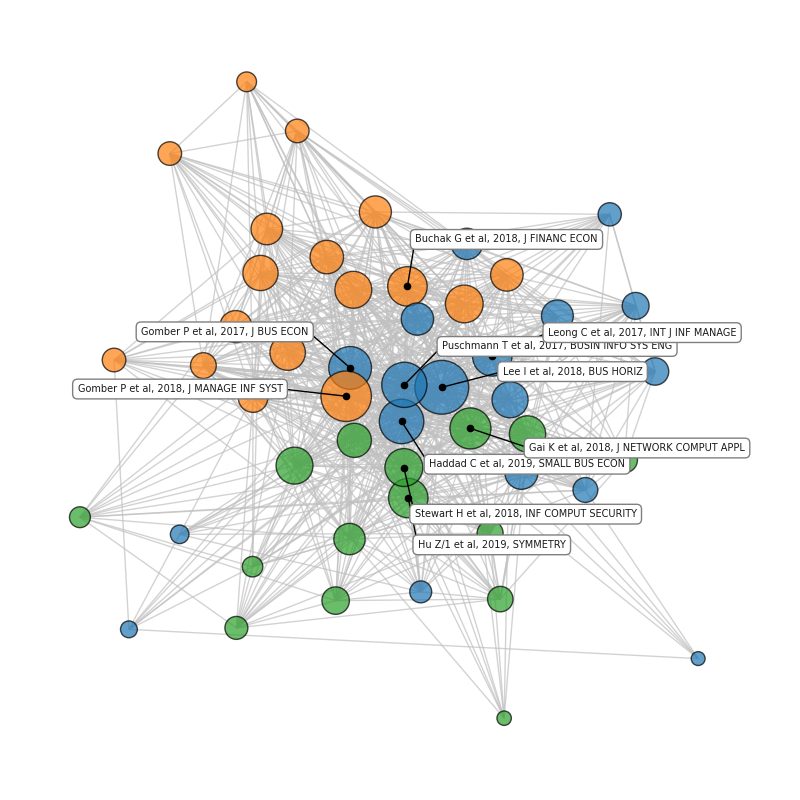 Buchak G et al, 2018, J FINANC ECON
Gomber P et al, 2017, J BUS ECON
Leong C et al, 2017, INT J INF MANAGE
Puschmann T et al, 2017, BUSIN INFO SYS ENG
Lee I et al, 2018, BUS HORIZ
Gomber P et al, 2018, J MANAGE INF SYST
Gai K et al, 2018, J NETWORK COMPUT APPL
Haddad C et al, 2019, SMALL BUS ECON
Stewart H et al, 2018, INF COMPUT SECURITY
Hu Z/1 et al, 2019, SYMMETRY